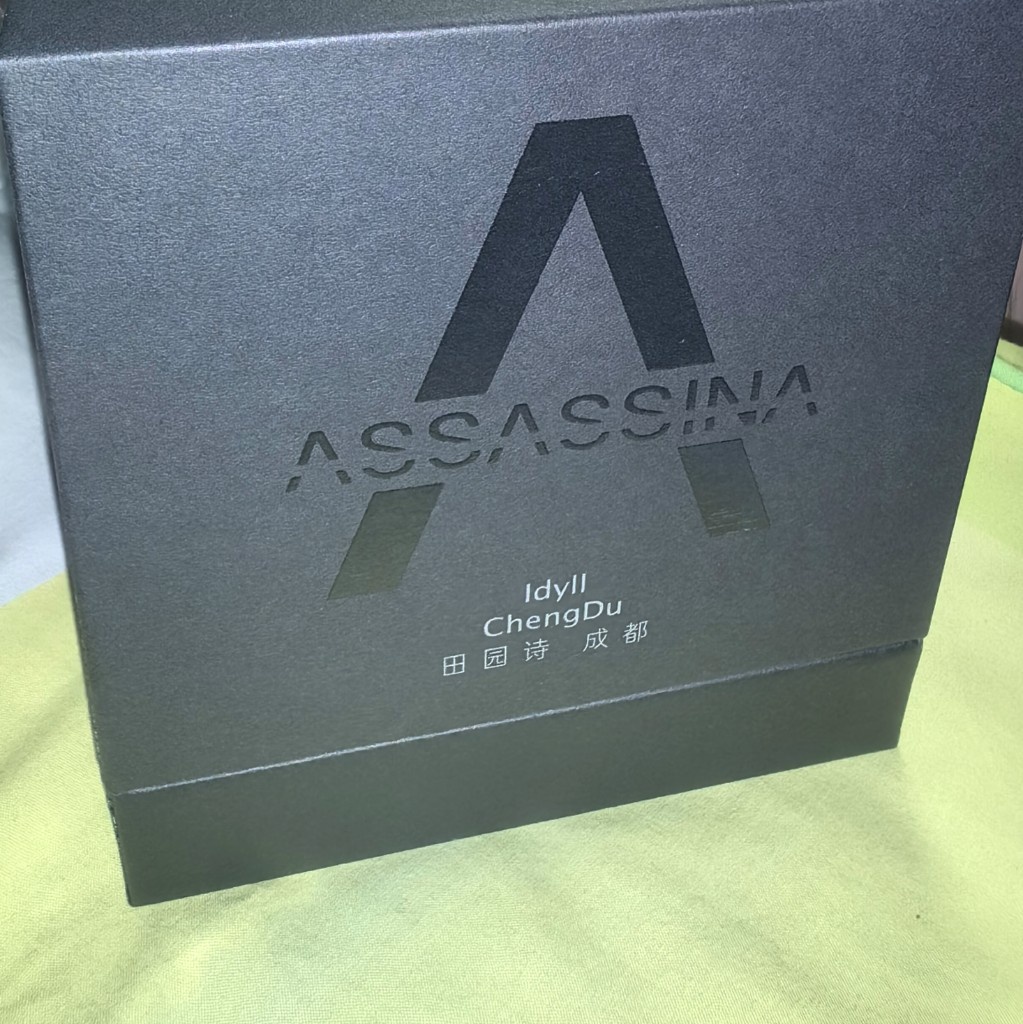 ASSASSINA
Idyll
ChengDu
田园诗 成都